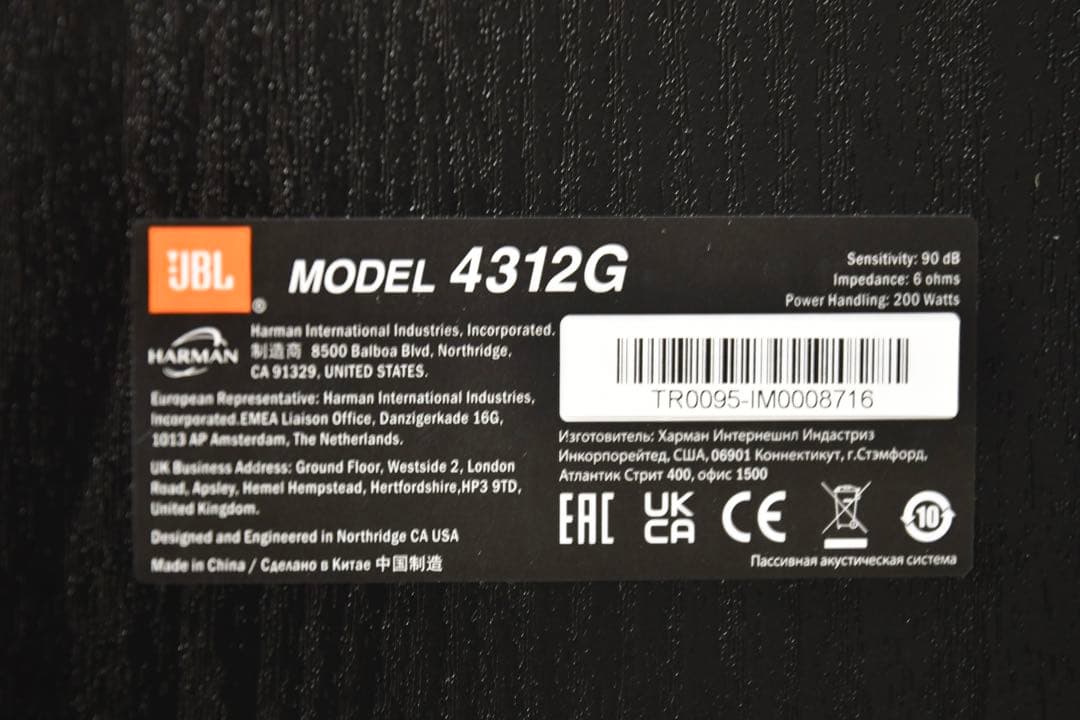 JBL
®
MODEL 4312G
Sensitivity: 90 dB
Impedance: 6 ohms
Power Handling: 200 Watts
HARMAN
Harman International Industries, Incorporated.
制造商 8500 Balboa Blvd, Northridge,
CA 91329, UNITED STATES.
European Representative: Harman International Industries,
Incorporated.EMEA Liaison Office, Danzigerkade 16G,
1013 AP Amsterdam, The Netherlands.
UK Business Address: Ground Floor, Westside 2, London
Road, Apsley, Hemel Hempstead, Hertfordshire,HP3 9TD,
United Kingdom.
Designed and Engineered in Northridge CA USA
Made in China / Сделано в Китае 中国制造
TR0095-IM0008716
Изготовитель: Харман Интернешнл Индастриз
Инкорпорейтед, США, 06901 Коннектикут, г.Стэмфорд,
Атлантик Стрит 400, офис 1500
EAC UK CA CE 10
Пассивная акустическая система